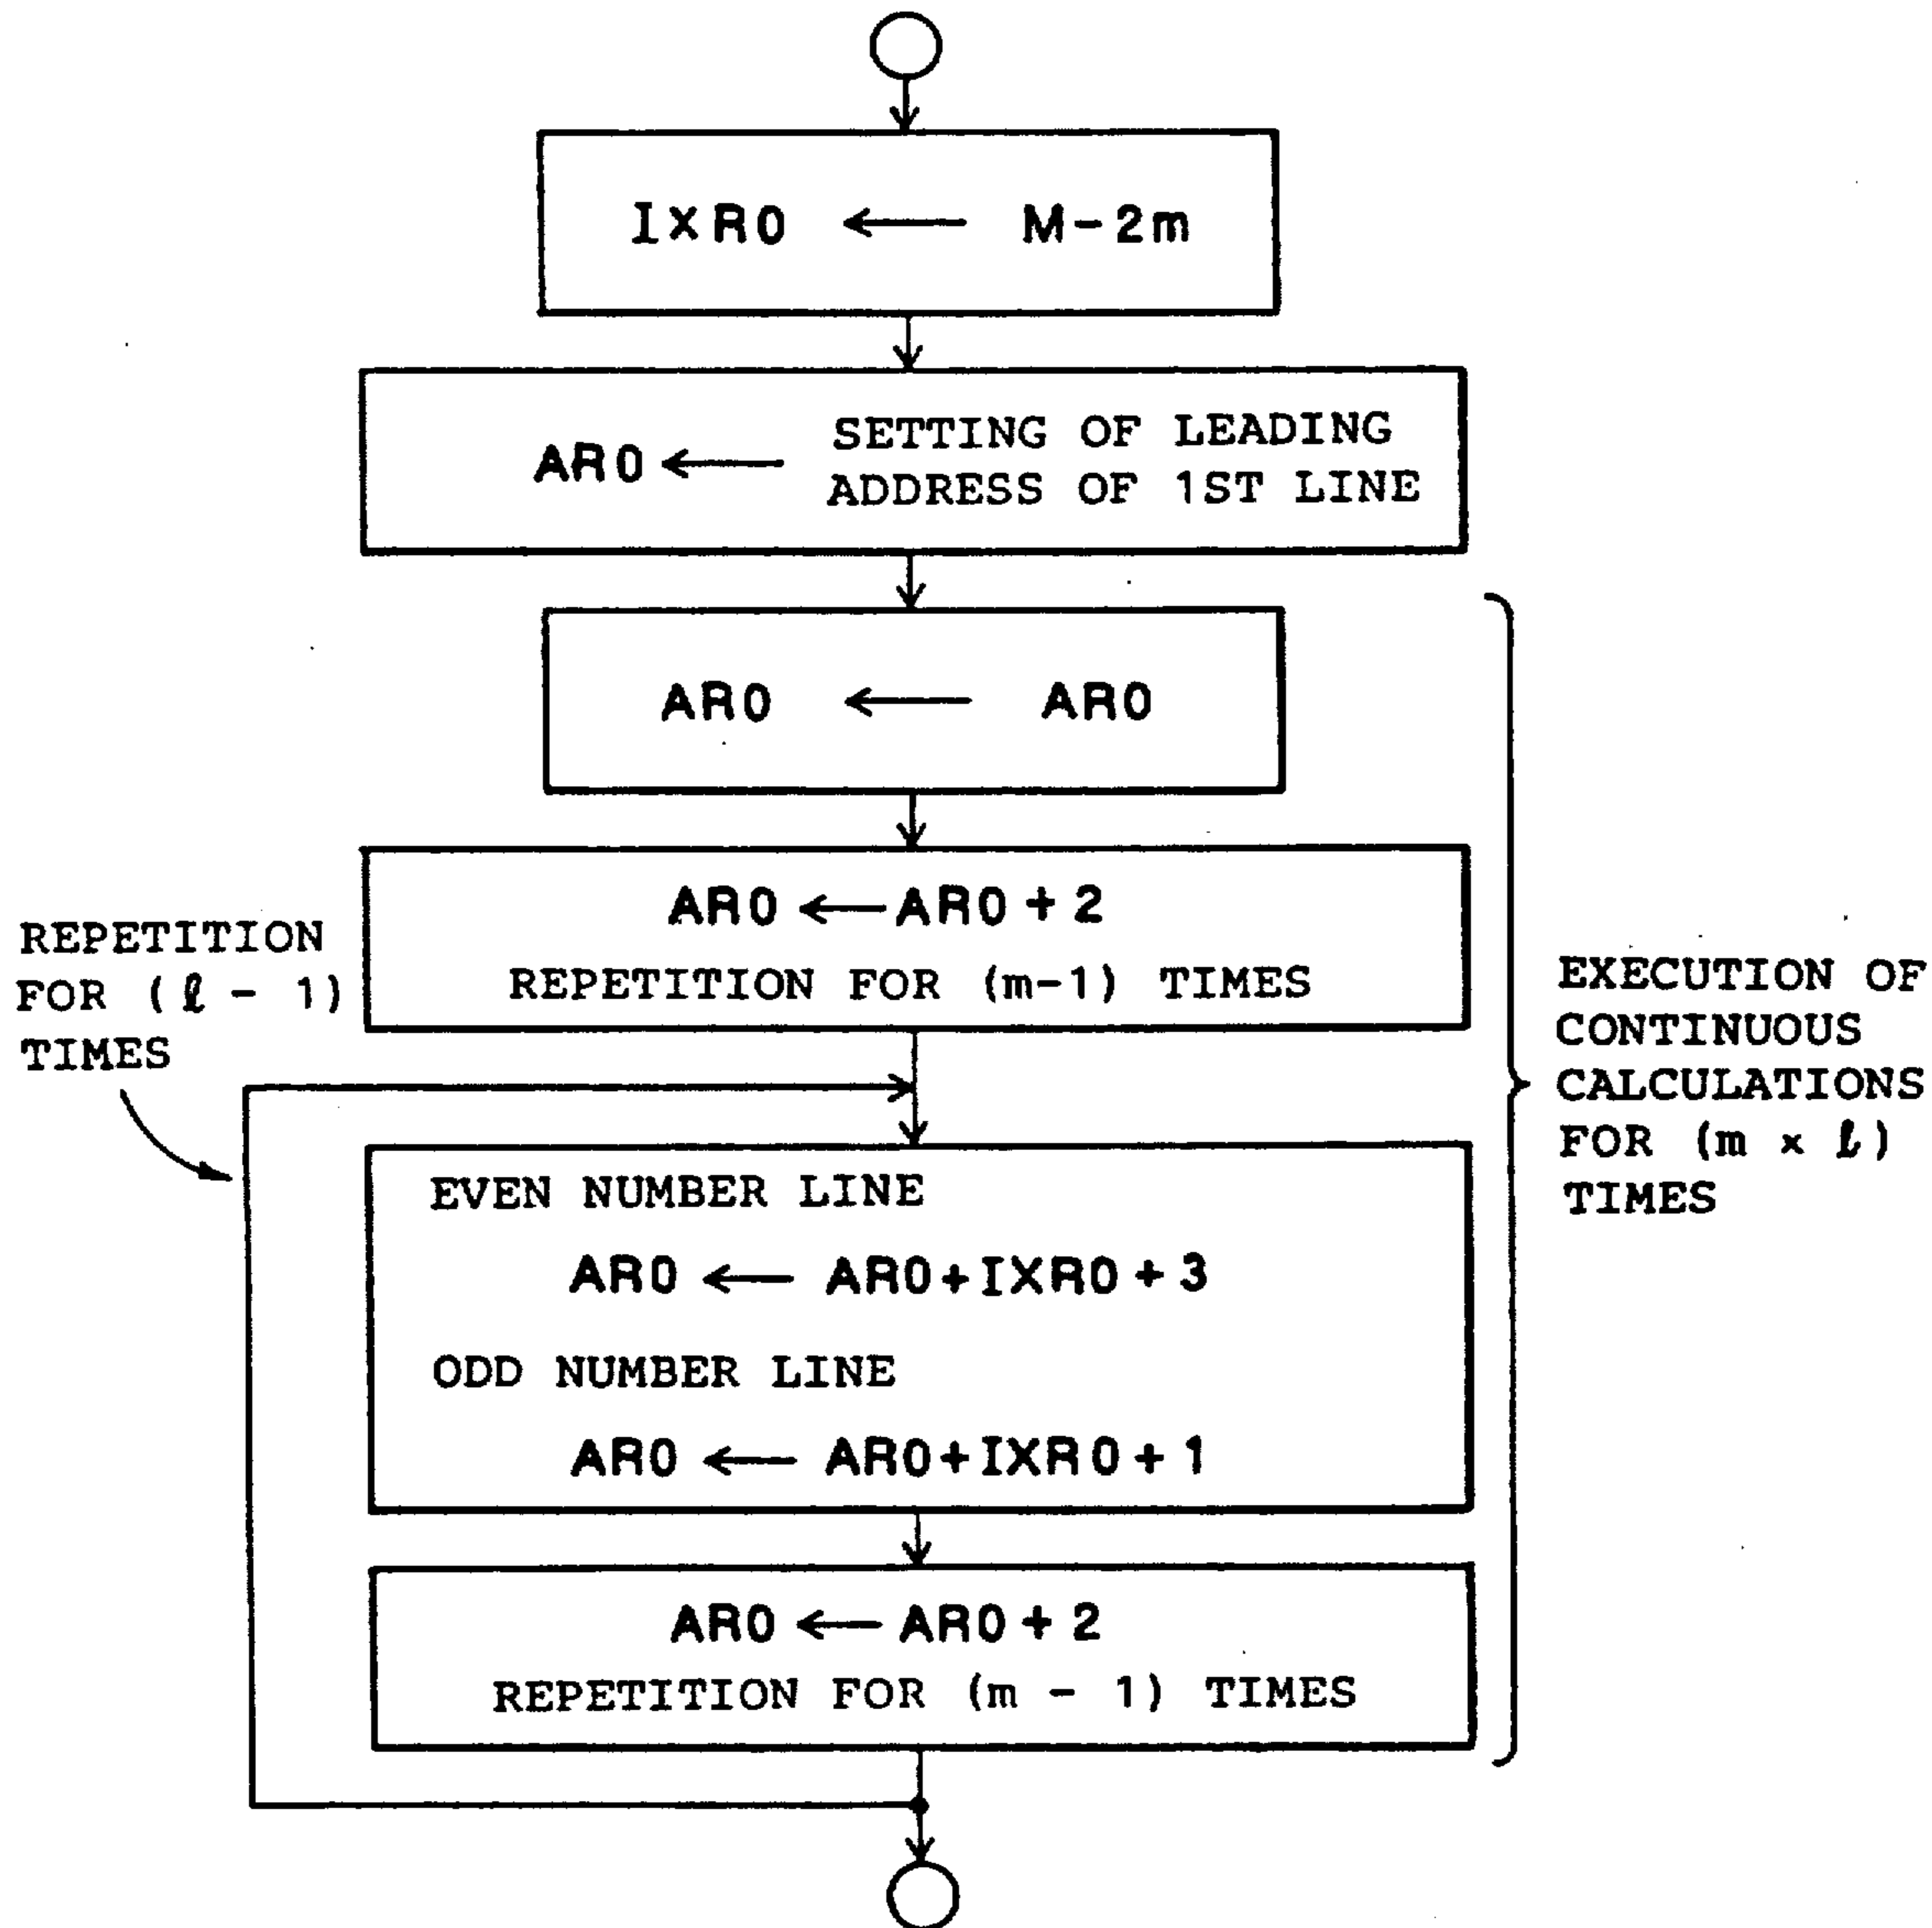 IXR0 ← M-2m
AR0 ← SETTING OF LEADING
ADDRESS OF 1ST LINE
AR0 ← AR0
AR0 ← AR0 + 2
REPETITION FOR (m-1) TIMES
REPETITION
FOR (ℓ - 1)
TIMES
EVEN NUMBER LINE
AR0 ← AR0+IXR0+3
ODD NUMBER LINE
AR0 ← AR0+IXR0+1
AR0 ← AR0 + 2
REPETITION FOR (m - 1) TIMES
EXECUTION OF
CONTINUOUS
CALCULATIONS
FOR (m × ℓ)
TIMES